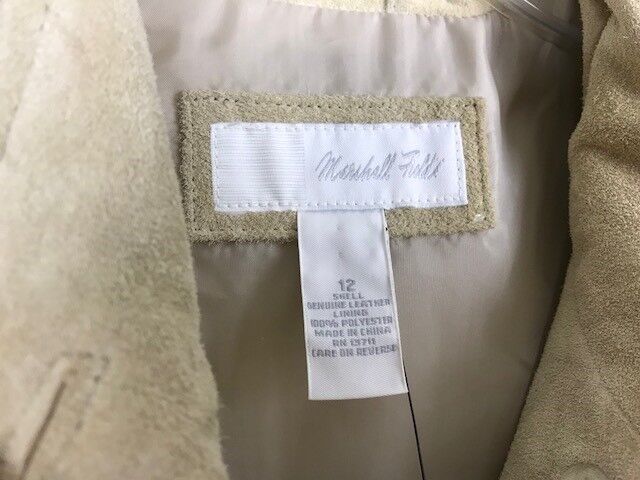 Marshall Field's
12
SHELL
GENUINE LEATHER
LINING
100% POLYESTER
MADE IN CHINA
RN 13711
CARE ON REVERSE